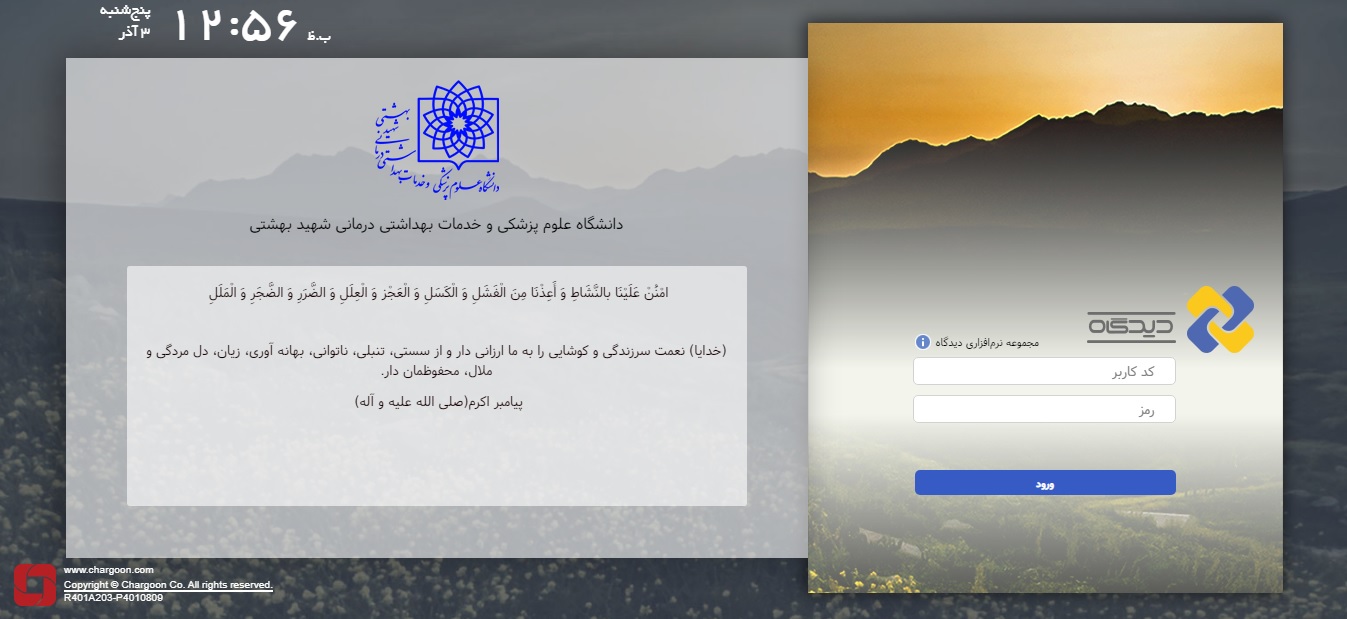 پنج‌شنبه
۳ آذر
۱۲:۵۶ ب.ظ
بهشتی
شهید
دانشگاه علوم پزشکی و خدمات بهداشتی درمانی
دانشگاه علوم پزشکی و خدمات بهداشتی درمانی شهید بهشتی
امْنُنْ عَلَيْنَا بالنَّشَاطِ وَ أَعِذْنَا مِنَ الْفَشَلِ وَ الْكَسَلِ وَ الْعَجْز وَ الْعِلَلِ وَ الضَّرَرِ وَ الضَّجَرِ وَ الْمَلَلِ
(خدایا) نعمت سرزندگی و کوشایی را به ما ارزانی دار و از سستی، تنبلی، ناتوانی، بهانه آوری، زیان، دل مردگی و
ملال، محفوظمان دار.
پیامبر اکرم(صلی الله علیه و آله)
دیدگاه
مجموعه نرم‌افزاری دیدگاه
کد کاربر
رمز
ورود
www.chargoon.com
Copyright © Chargoon Co. All rights reserved.
R401A203-P4010809